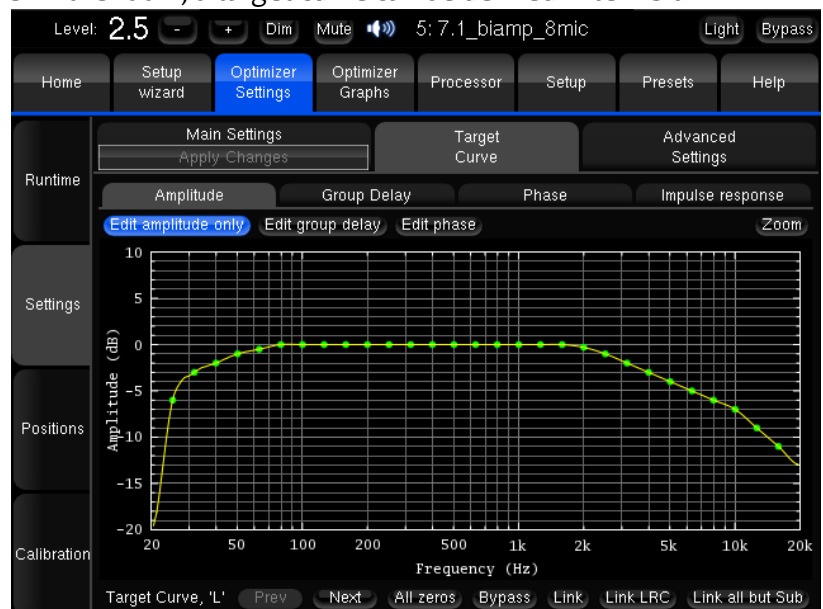 Level: 2.5 - + Dim Mute 5: 7.1_biamp_8mic Light Bypass
Home Setup wizard Optimizer Settings Optimizer Graphs Processor Setup Presets Help
Main Settings Target Curve Advanced Settings
Apply Changes
Runtime
Amplitude Group Delay Phase Impulse response
Edit amplitude only Edit group delay Edit phase Zoom
10
5
Settings
0
-5
Amplitude (dB)
Positions
-10
-15
-20
Calibration
20 50 100 200 500 1k 2k 5k 10k 20k
Frequency (Hz)
Target Curve, 'L' Prev Next All zeros Bypass Link Link LRC Link all but Sub